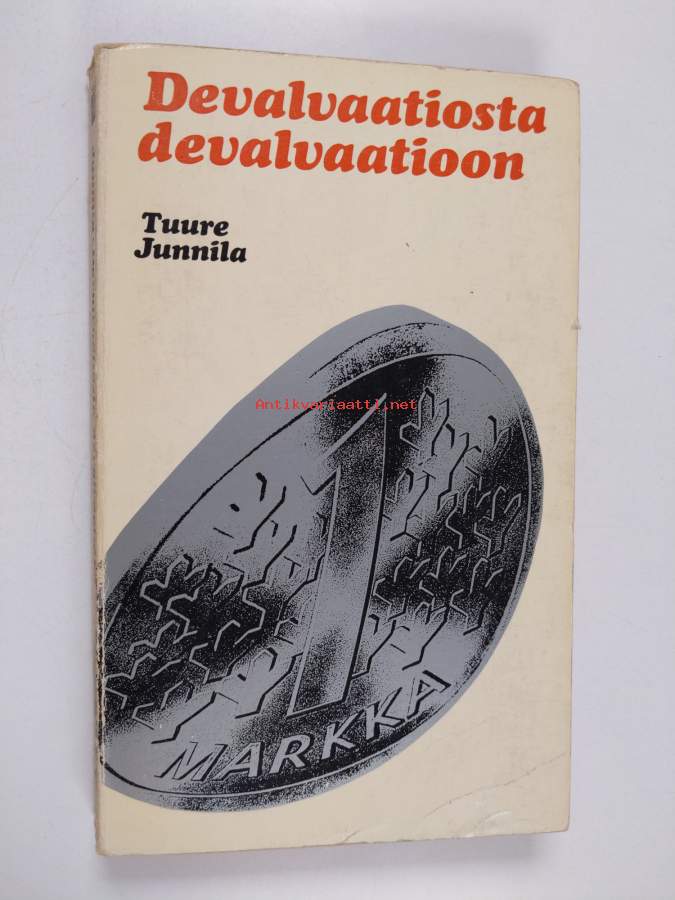 Devalvaatiosta
devalvaatioon
Tuure
Junnila
Antikvariaatti.net
1
MARKKA